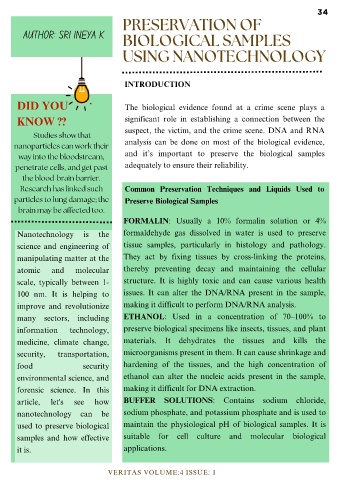 34
AUTHOR: SRI INEYA K
PRESERVATION OF
BIOLOGICAL SAMPLES
USING NANOTECHNOLOGY
DID YOU
KNOW ??
Studies show that
nanoparticles can work their
way into the bloodstream,
penetrate cells, and get past
the blood-brain barrier.
Research has linked such
particles to lung damage; the
brain may be affected too.
Nanotechnology is the
science and engineering of
manipulating matter at the
atomic and molecular
scale, typically between 1-
100 nm. It is helping to
improve and revolutionize
many sectors, including
information technology,
medicine, climate change,
security, transportation,
food security
environmental science, and
forensic science. In this
article, let's see how
nanotechnology can be
used to preserve biological
samples and how effective
it is.
INTRODUCTION
The biological evidence found at a crime scene plays a
significant role in establishing a connection between the
suspect, the victim, and the crime scene. DNA and RNA
analysis can be done on most of the biological evidence,
and it's important to preserve the biological samples
adequately to ensure their reliability.
Common Preservation Techniques and Liquids Used to
Preserve Biological Samples
FORMALIN: Usually a 10% formalin solution or 4%
formaldehyde gas dissolved in water is used to preserve
tissue samples, particularly in histology and pathology.
They act by fixing tissues by cross-linking the proteins,
thereby preventing decay and maintaining the cellular
structure. It is highly toxic and can cause various health
issues. It can alter the DNA/RNA present in the sample,
making it difficult to perform DNA/RNA analysis.
ETHANOL: Used in a concentration of 70–100% to
preserve biological specimens like insects, tissues, and plant
materials. It dehydrates the tissues and kills the
microorganisms present in them. It can cause shrinkage and
hardening of the tissues, and the high concentration of
ethanol can alter the nucleic acids present in the sample,
making it difficult for DNA extraction.
BUFFER SOLUTIONS: Contains sodium chloride,
sodium phosphate, and potassium phosphate and is used to
maintain the physiological pH of biological samples. It is
suitable for cell culture and molecular biological
applications.
VERITAS VOLUME:4 ISSUE: 1